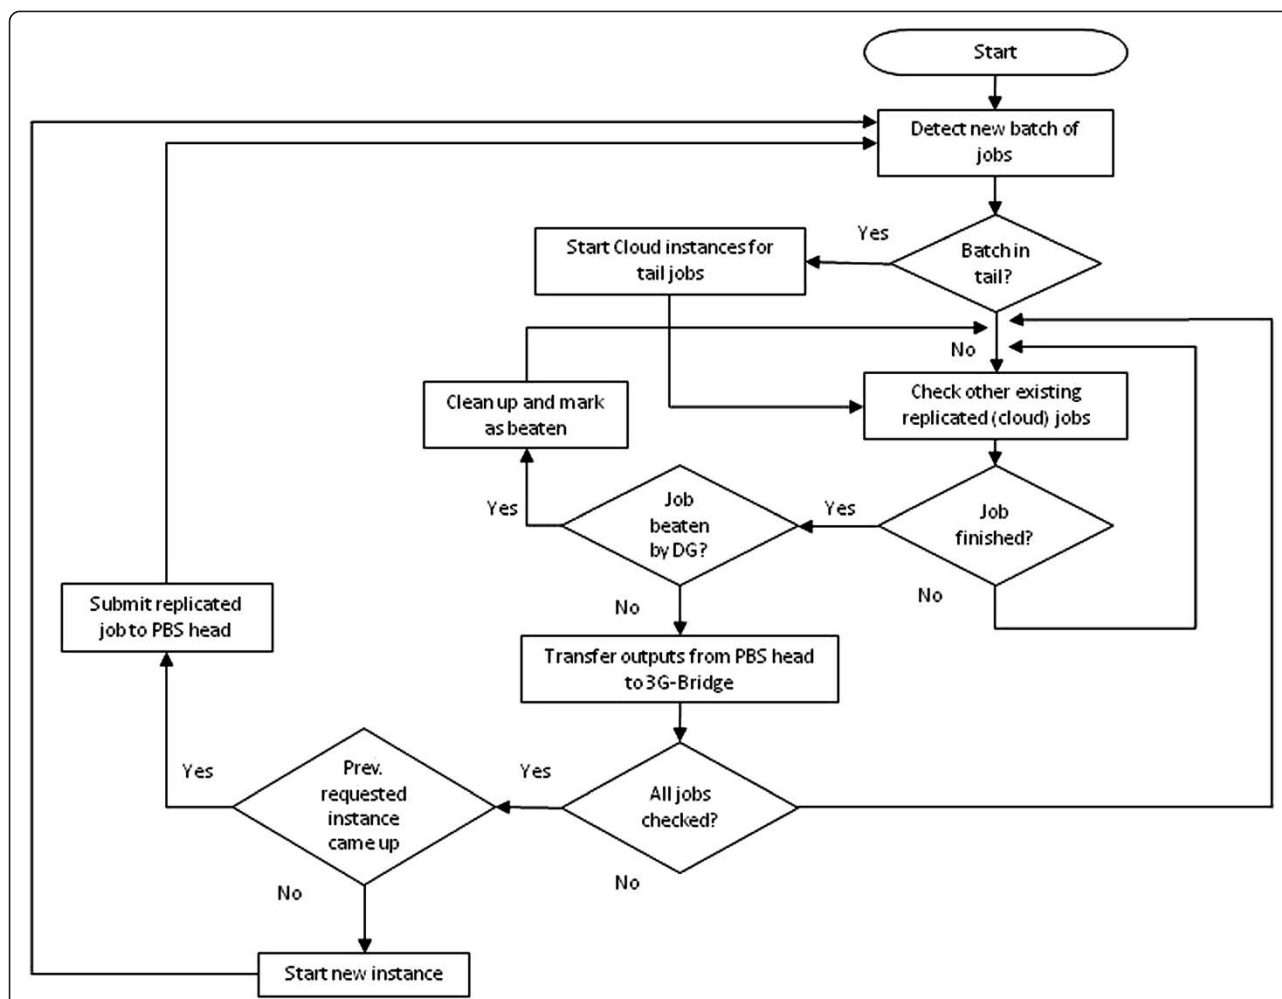 Start
Detect new batch of
jobs
Yes
Batch in
tail?
Start Cloud instances for
tail jobs
No
Check other existing
replicated (cloud) jobs
Clean up and mark
as beaten
Yes
Job
beaten
by DG?
Yes
Job
finished?
No
No
Submit replicated
job to PBS head
Transfer outputs from PBS head
to 3G-Bridge
Yes
Prev.
requested
instance
came up
Yes
All jobs
checked?
No
No
Start new instance